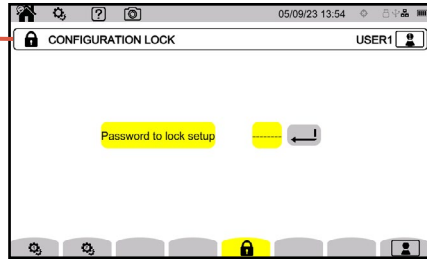 05/09/23 13:54
CONFIGURATION LOCK
USER1
Password to lock setup
--------